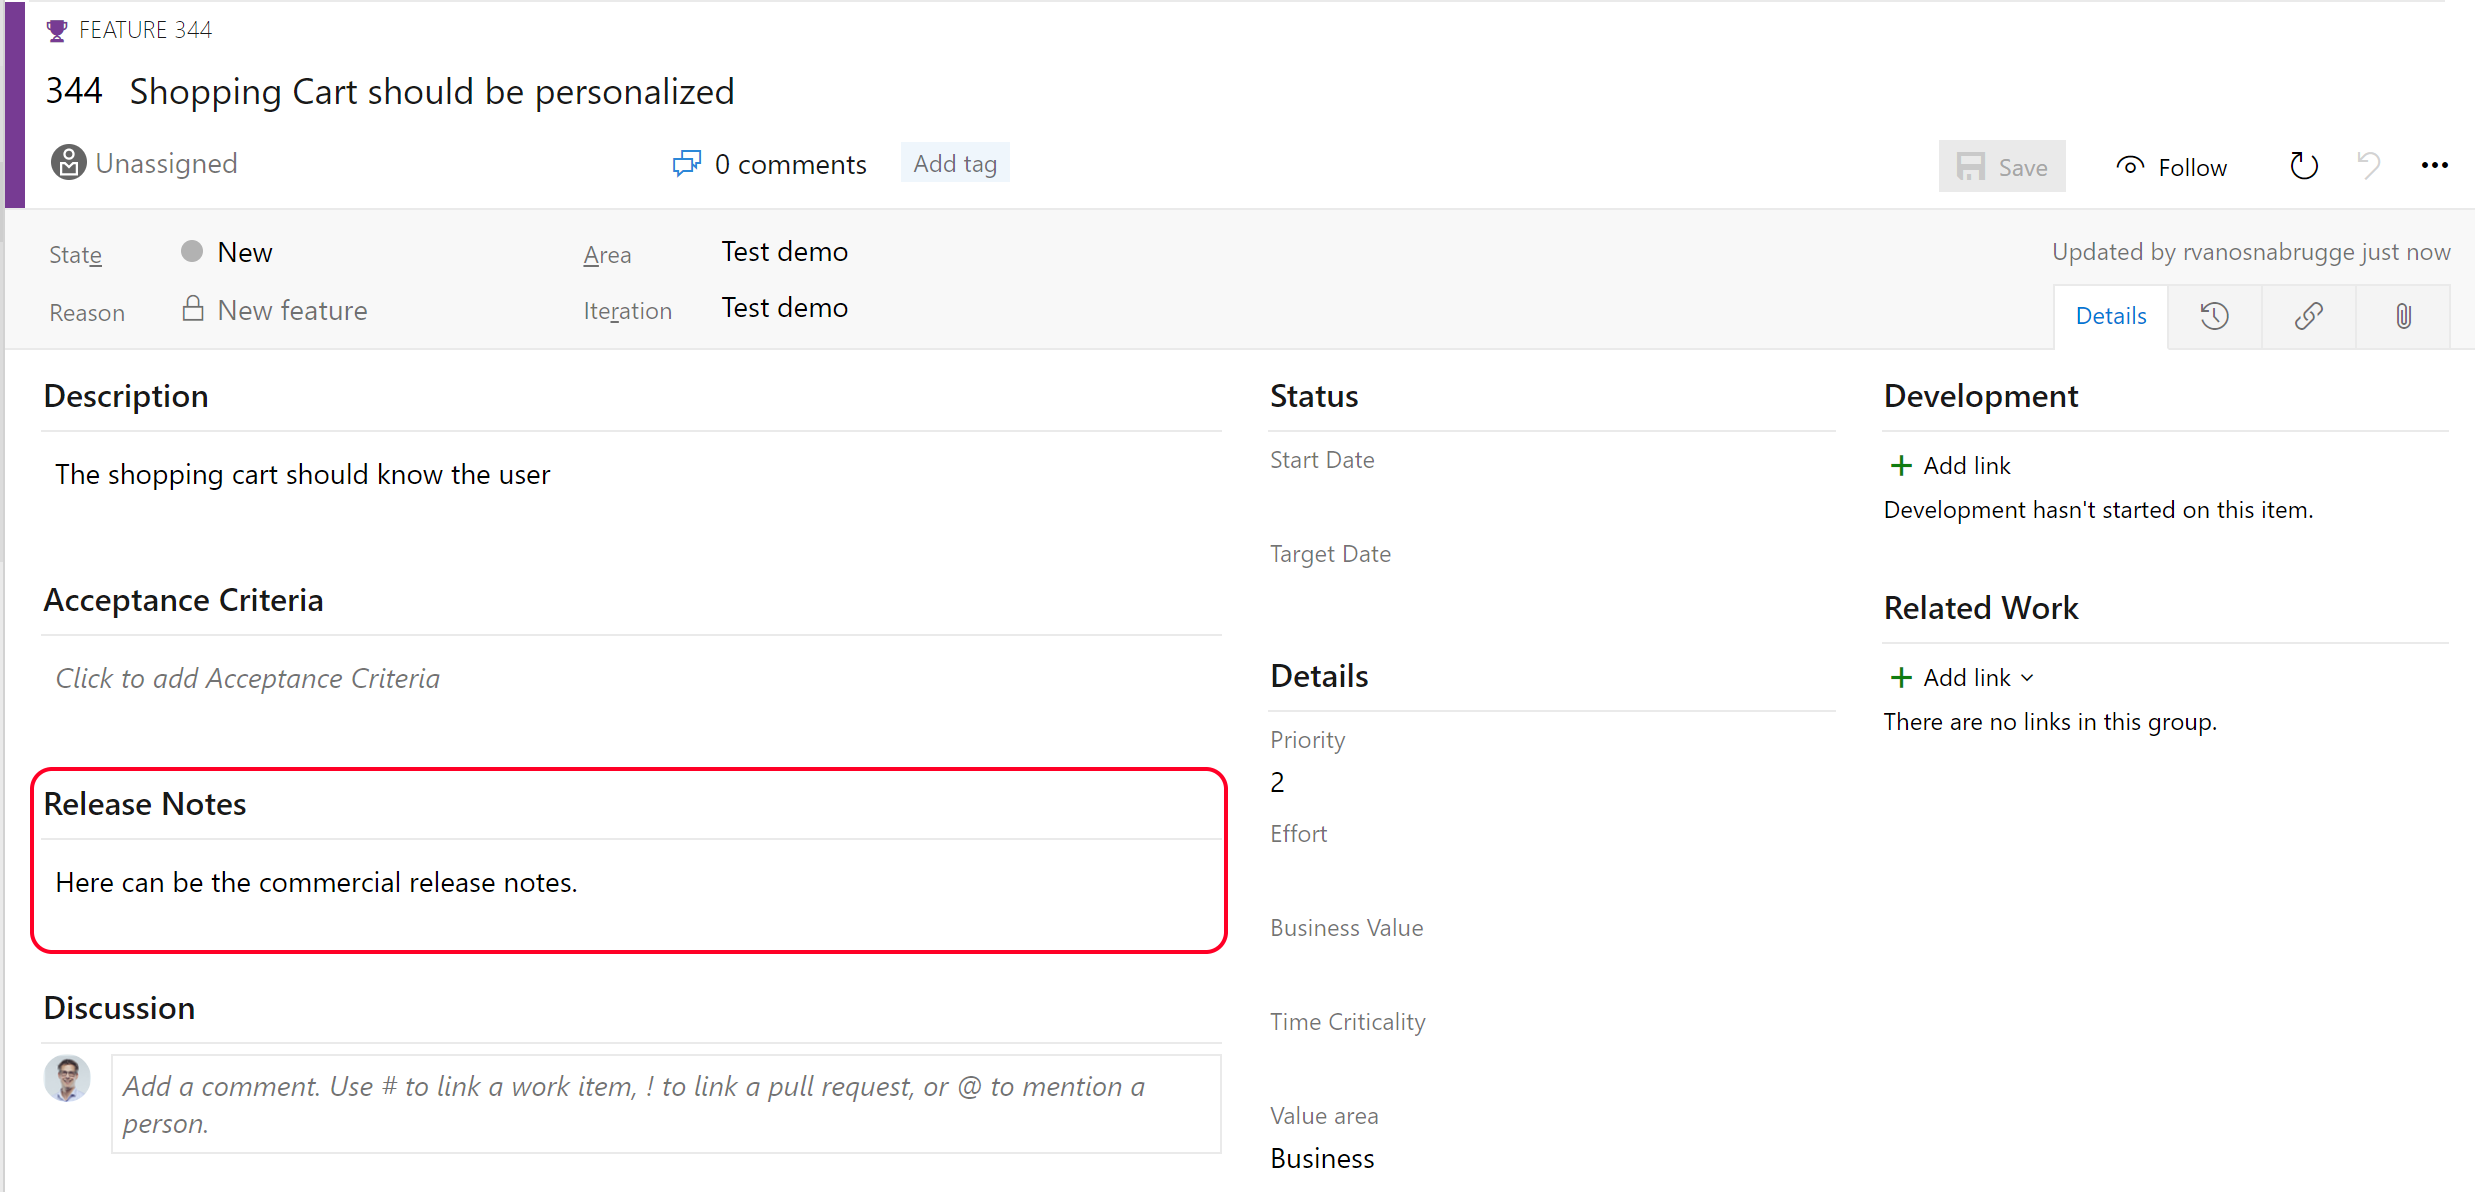 FEATURE 344
344 Shopping Cart should be personalized
Unassigned
0 comments
Add tag
Save
Follow
State
New
Area
Test demo
Updated by rvanosnabrugge just now
Reason
New feature
Iteration
Test demo
Details
Description
The shopping cart should know the user
Acceptance Criteria
Click to add Acceptance Criteria
Release Notes
Here can be the commercial release notes.
Discussion
Add a comment. Use # to link a work item, ! to link a pull request, or @ to mention a
person.
Status
Start Date
Target Date
Details
Priority
2
Effort
Business Value
Time Criticality
Value area
Business
Development
Add link
Development hasn't started on this item.
Related Work
Add link
There are no links in this group.